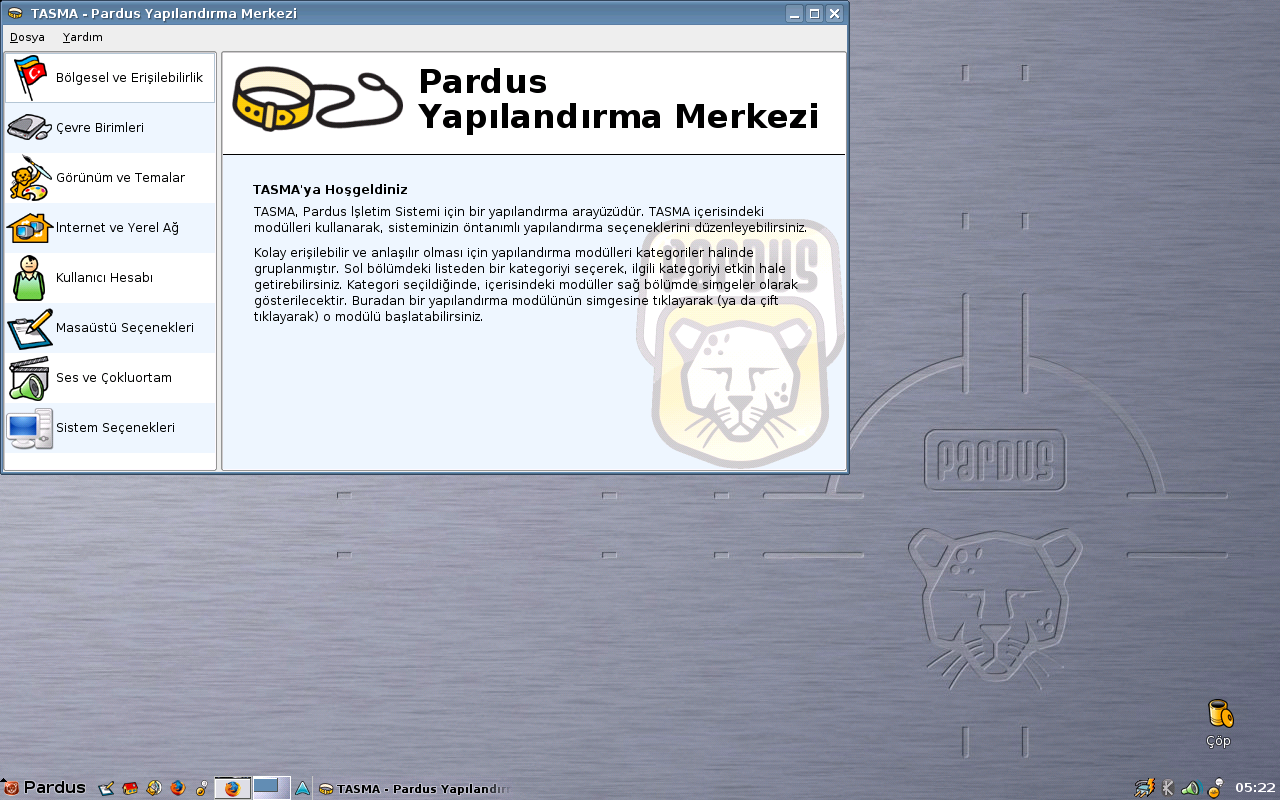 TASMA - Pardus Yapılandırma Merkezi
Dosya Yardım
Bölgesel ve Erişilebilirlik
Çevre Birimleri
Görünüm ve Temalar
İnternet ve Yerel Ağ
Kullanıcı Hesabı
Masaüstü Seçenekleri
Ses ve Çokluortam
Sistem Seçenekleri
Pardus
Yapılandırma Merkezi
TASMA'ya Hoşgeldiniz
TASMA, Pardus İşletim Sistemi için bir yapılandırma arayüzüdür. TASMA içerisindeki
modülleri kullanarak, sisteminizin öntanımlı yapılandırma seçeneklerini düzenleyebilirsiniz.
Kolay erişilebilir ve anlaşılır olması için yapılandırma modülleri kategoriler halinde
gruplanmıştır. Sol bölümdeki listeden bir kategoriyi seçerek, ilgili kategoriyi etkin hale
getirebilirsiniz. Kategori seçildiğinde, içerisindeki modüller sağ bölümde simgeler olarak
gösterilecektir. Buradan bir yapılandırma modülünün simgesine tıklayarak (ya da çift
tıklayarak) o modülü başlatabilirsiniz.
PARDUS
PARDUS
Çöp
Pardus
TASMA - Pardus Yapılandır
05:22